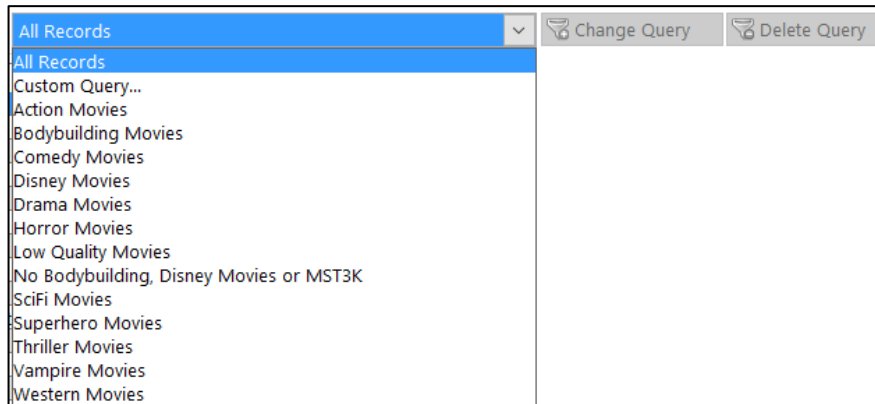 All Records
Change Query
Delete Query
All Records
Custom Query...
Action Movies
Bodybuilding Movies
Comedy Movies
Disney Movies
Drama Movies
Horror Movies
Low Quality Movies
No Bodybuilding, Disney Movies or MST3K
SciFi Movies
Superhero Movies
Thriller Movies
Vampire Movies
Western Movies